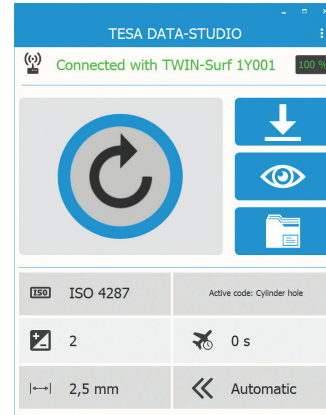 TESA DATA-STUDIO
Connected with TWIN-Surf 1Y001 100 %
ISO ISO 4287
Active code: Cylinder hole
2
0 s
2,5 mm
Automatic